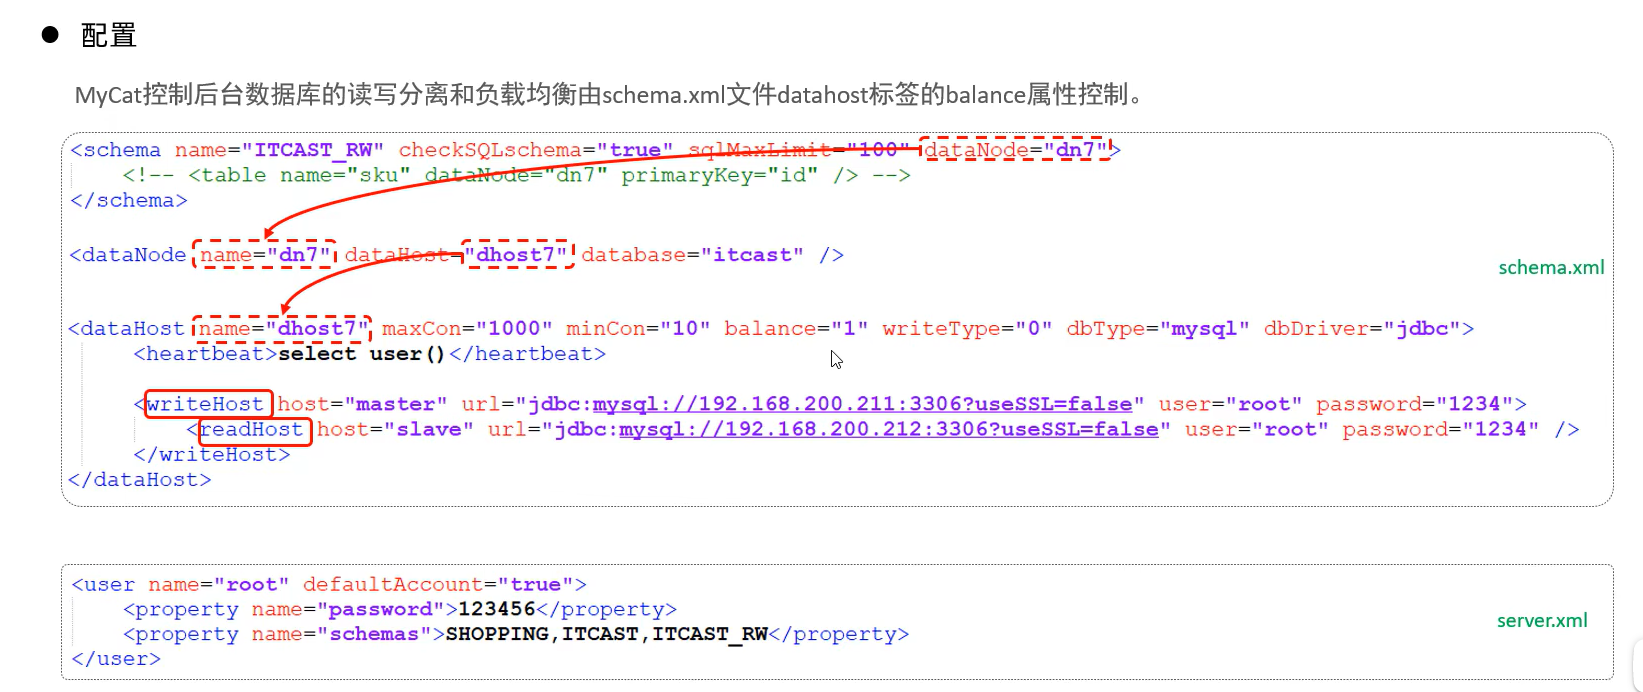 ● 配置
MyCat控制后台数据库的读写分离和负载均衡由schema.xml文件datahost标签的balance属性控制。
<schema name="ITCAST_RW" checkSQLschema="true" sqlMaxLimit="100" dataNode="dn7">
<!-- <table name="sku" dataNode="dn7" primaryKey="id" /> -->
</schema>
<dataNode name="dn7" dataHost="dhost7" database="itcast" />
schema.xml
<dataHost name="dhost7" maxCon="1000" minCon="10" balance="1" writeType="0" dbType="mysql" dbDriver="jdbc">
<heartbeat>select user()</heartbeat>
<writeHost host="master" url="jdbc:mysql://192.168.200.211:3306?useSSL=false" user="root" password="1234">
<readHost host="slave" url="jdbc:mysql://192.168.200.212:3306?useSSL=false" user="root" password="1234" />
</writeHost>
</dataHost>
<user name="root" defaultAccount="true">
<property name="password">123456</property>
<property name="schemas">SHOPPING,ITCAST,ITCAST_RW</property>
</user>
server.xml